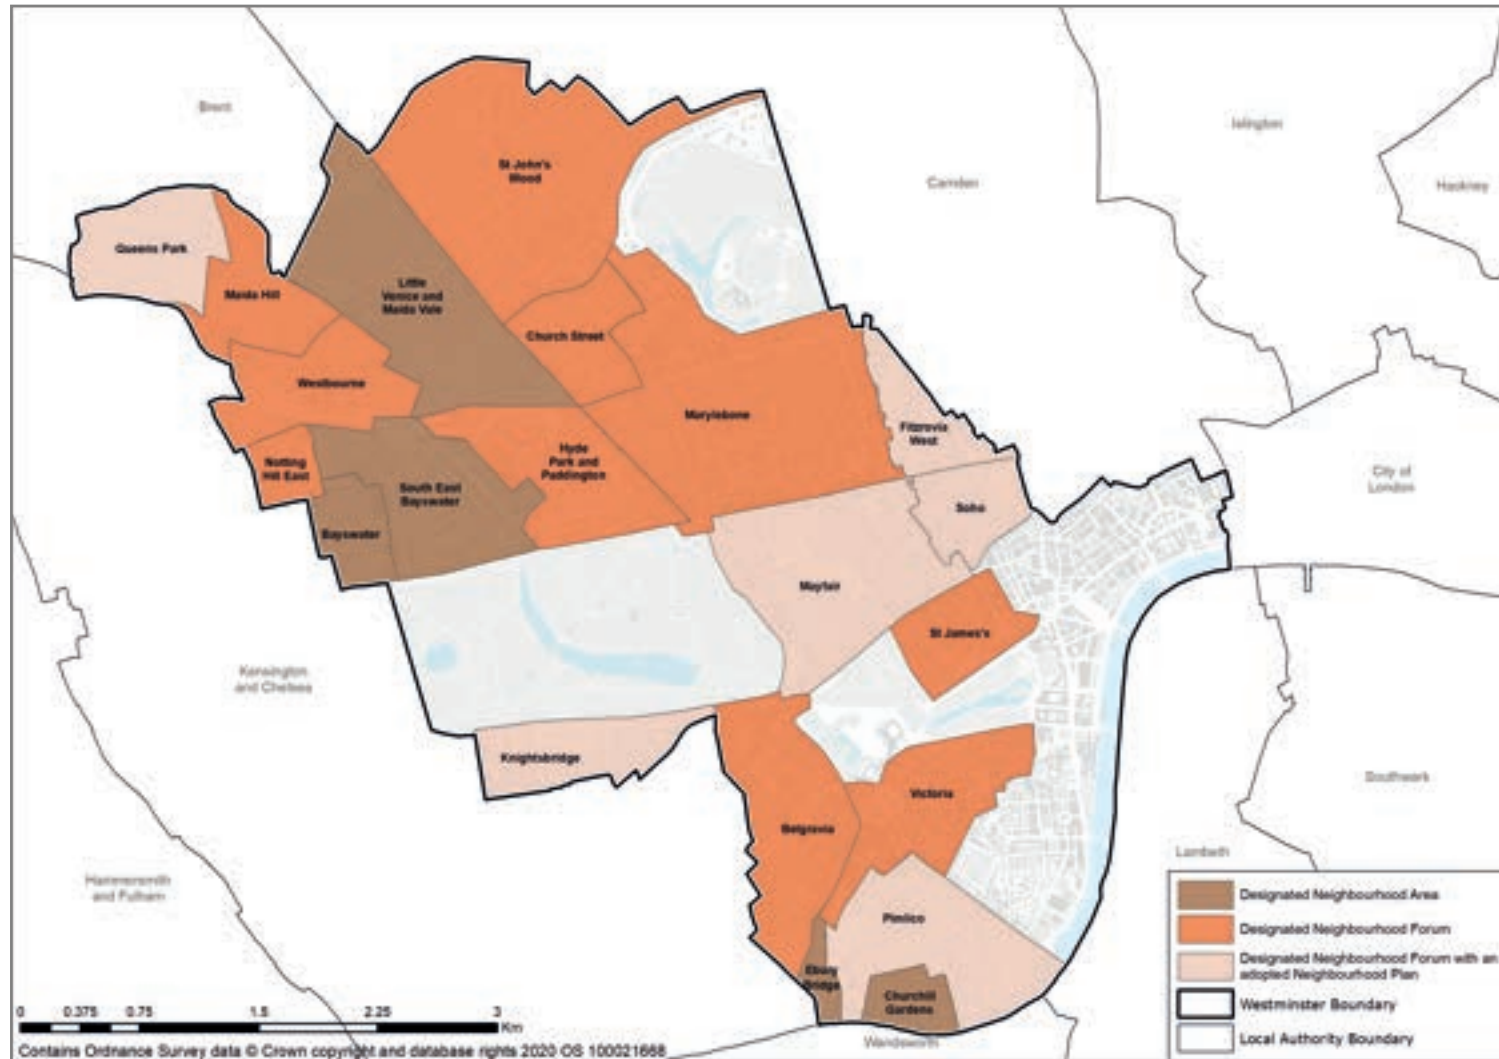 Brent
Islington
Camden
Hackney
St John's
Wood
Queens Park
Maida Hill
Little
Venice and
Maida Vale
Church Street
Westbourne
Marylebone
Fitzrovia
West
Notting
Hill East
Hyde
Park and
Paddington
South East
Bayswater
City of
London
Soho
Bayswater
Mayfair
St James's
Kensington
and Chelsea
Knightsbridge
Southwark
Victoria
Belgravia
Lambeth
Hammersmith
and Fulham
Pimlico
Ebury
Bridge
Churchill
Gardens
Wandsworth
Designated Neighbourhood Area
Designated Neighbourhood Forum
Designated Neighbourhood Forum with an
adopted Neighbourhood Plan
Westminster Boundary
Local Authority Boundary
0 0.375 0.75 1.5 2.25 3
Km
Contains Ordnance Survey data © Crown copyright and database rights 2020 OS 100021668